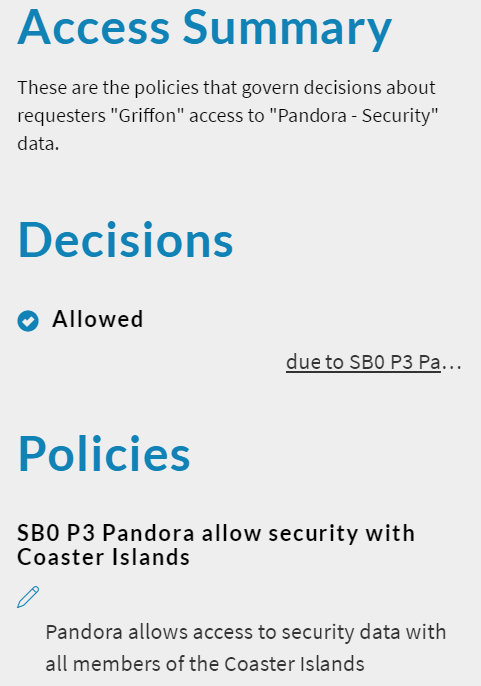 Access Summary
These are the policies that govern decisions about
requesters "Griffon" access to "Pandora - Security"
data.
Decisions
Allowed
due to SB0 P3 Pa...
Policies
SB0 P3 Pandora allow security with
Coaster Islands
Pandora allows access to security data with
all members of the Coaster Islands